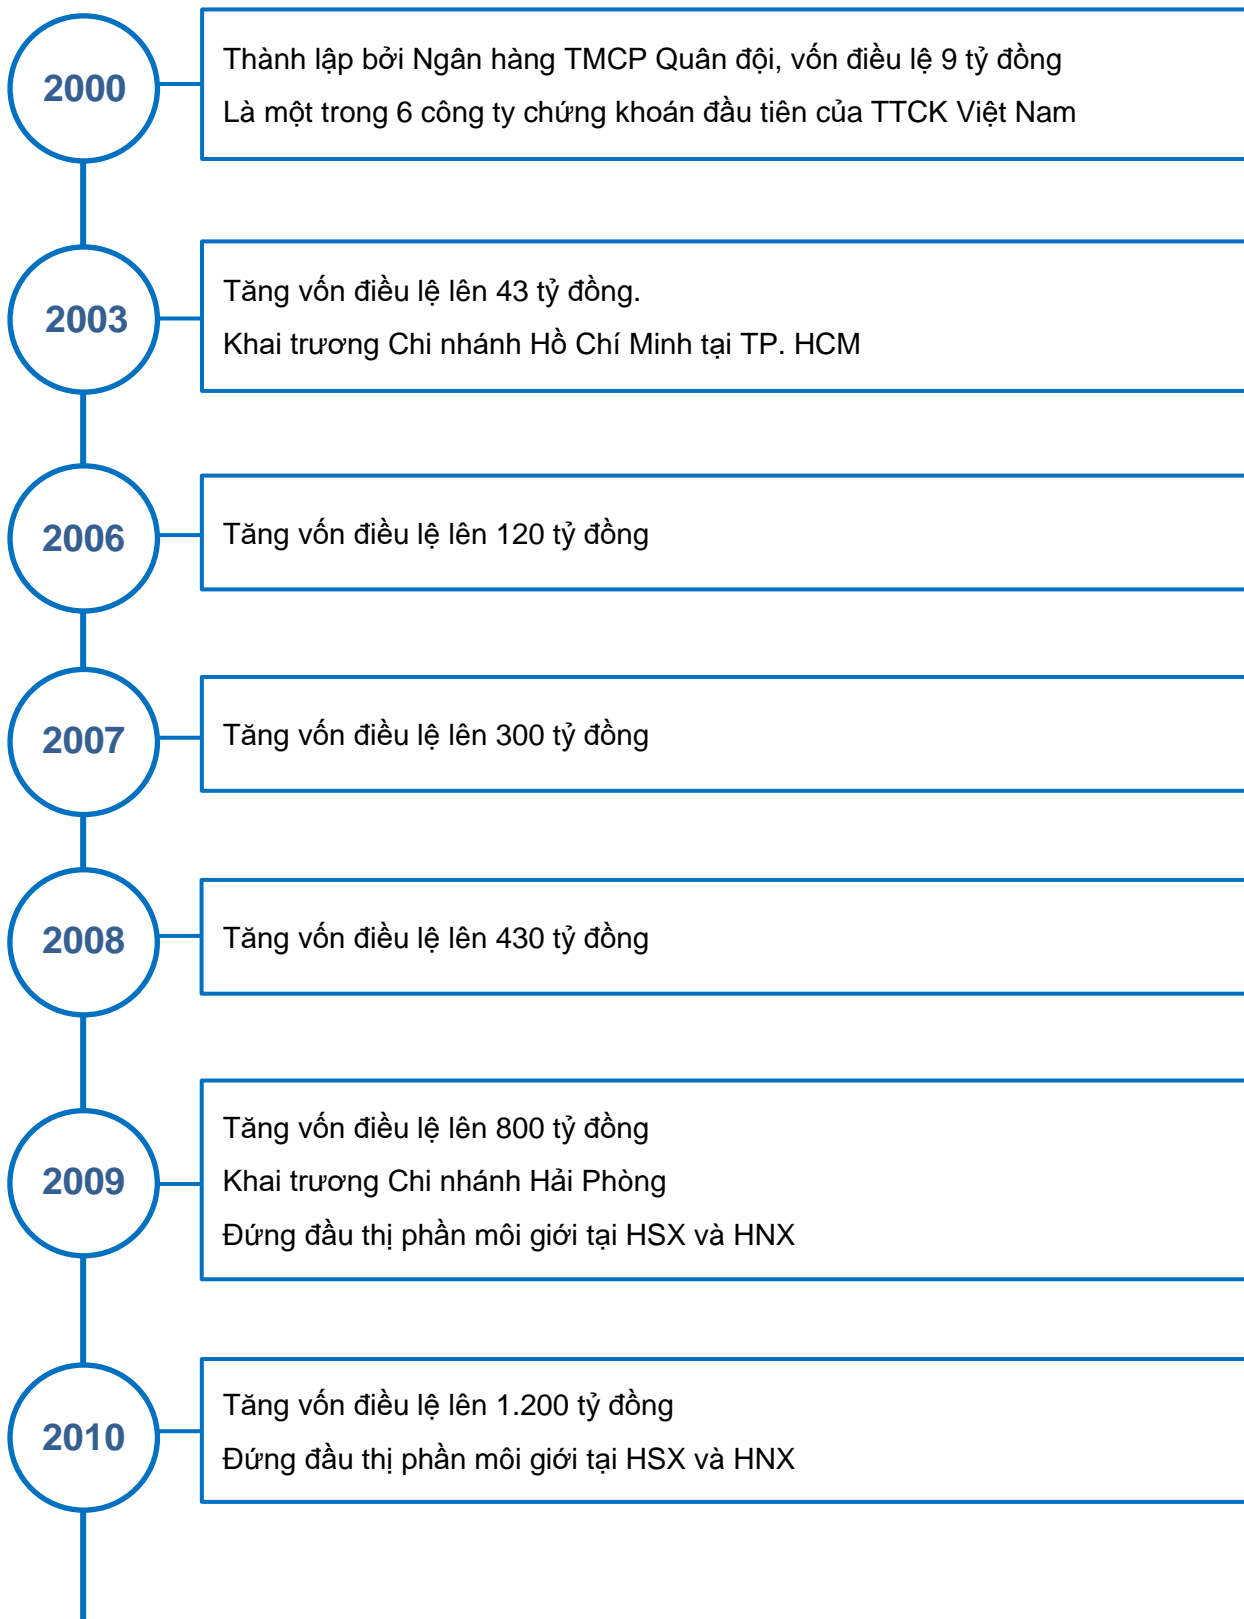 2000
Thành lập bởi Ngân hàng TMCP Quân đội, vốn điều lệ 9 tỷ đồng
Là một trong 6 công ty chứng khoán đầu tiên của TTCK Việt Nam
2003
Tăng vốn điều lệ lên 43 tỷ đồng.
Khai trương Chi nhánh Hồ Chí Minh tại TP. HCM
2006
Tăng vốn điều lệ lên 120 tỷ đồng
2007
Tăng vốn điều lệ lên 300 tỷ đồng
2008
Tăng vốn điều lệ lên 430 tỷ đồng
2009
Tăng vốn điều lệ lên 800 tỷ đồng
Khai trương Chi nhánh Hải Phòng
Đứng đầu thị phần môi giới tại HSX và HNX
2010
Tăng vốn điều lệ lên 1.200 tỷ đồng
Đứng đầu thị phần môi giới tại HSX và HNX